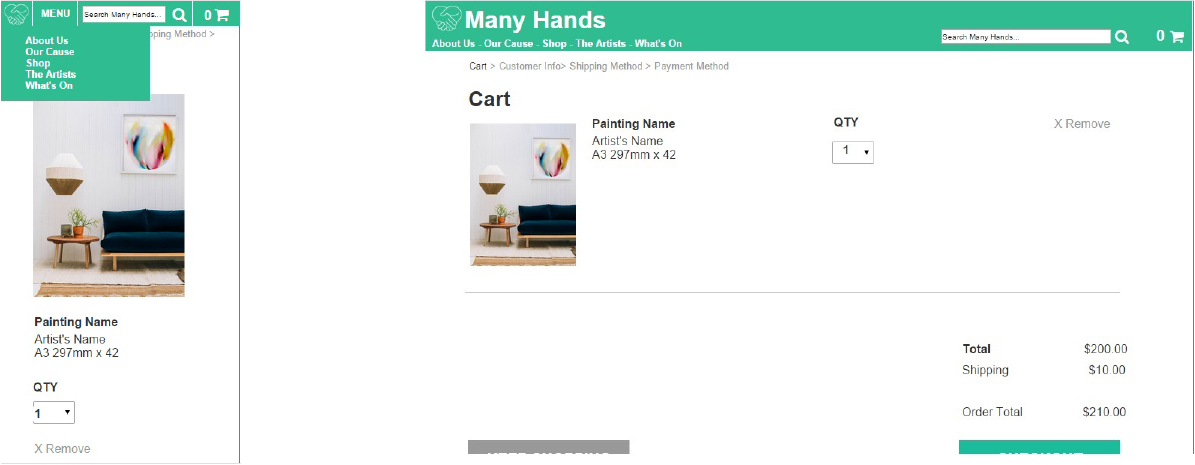 MENU
Search Many Hands...
0
pping Method >
About Us
Our Cause
Shop
The Artists
What's On
Painting Name
Artist's Name
A3 297mm x 42
QTY
1
X Remove
Many Hands
About Us - Our Cause - Shop - The Artists - What's On
Search Many Hands...
0
Cart > Customer Info> Shipping Method > Payment Method
Cart
Painting Name
Artist's Name
A3 297mm x 42
QTY
1
X Remove
Total $200.00
Shipping $10.00
Order Total $210.00